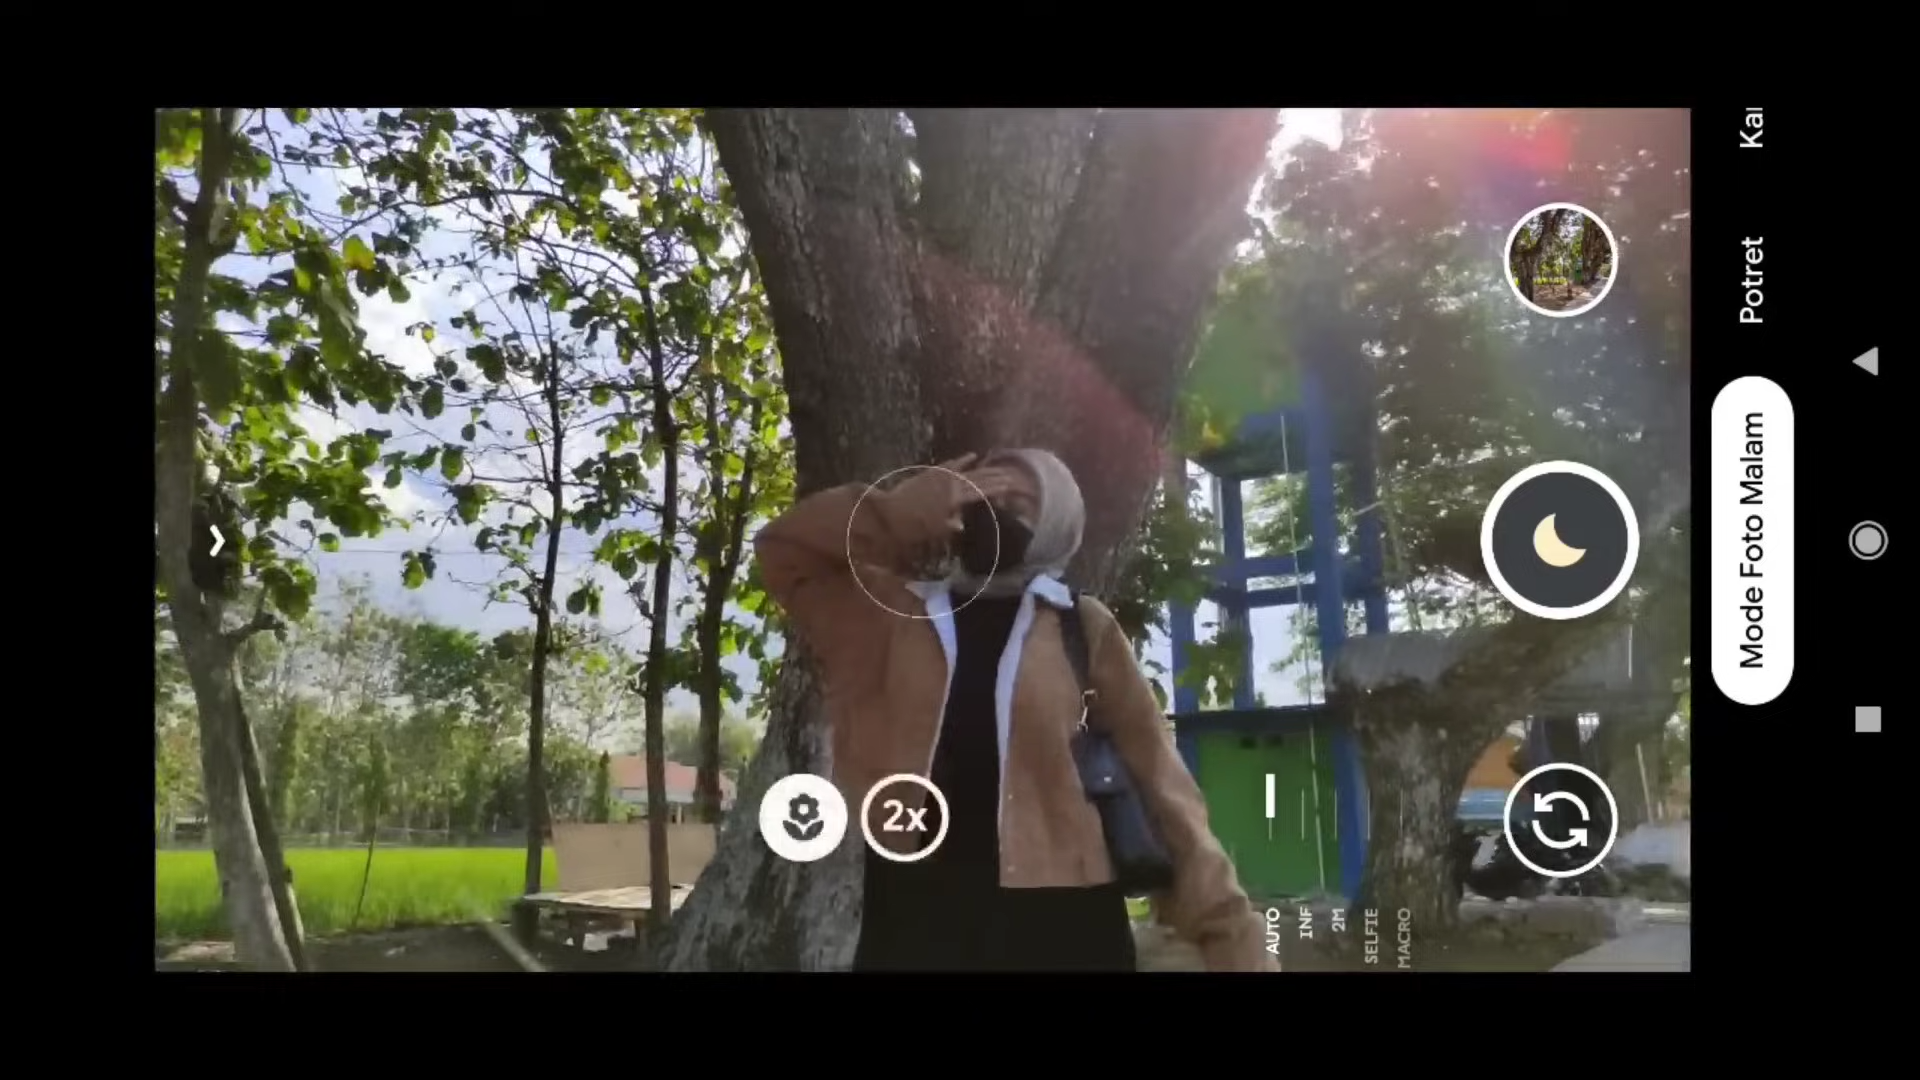 Ka
Potret
Mode Foto Malam
2x
AUTO
INF
2M
SELFIE
MACRO